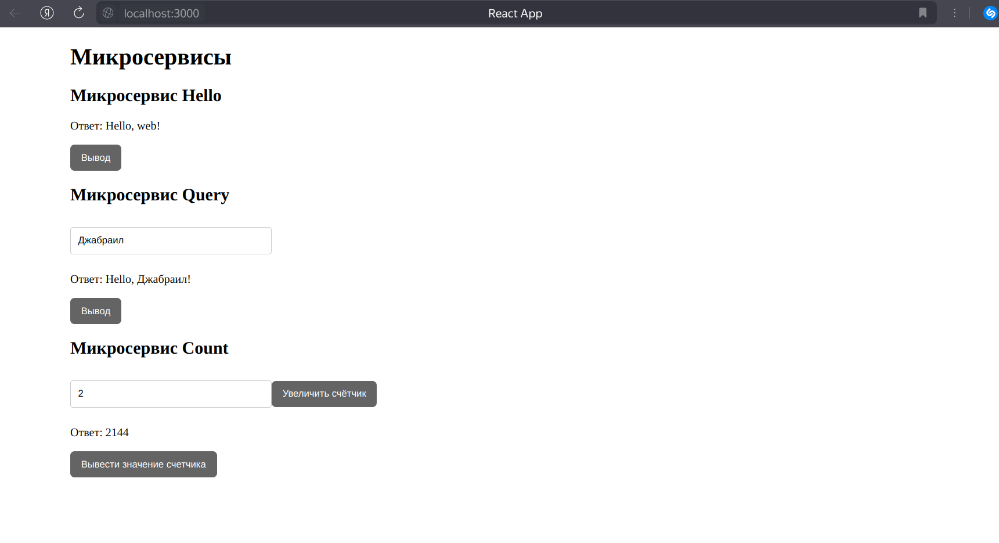 Я
localhost:3000
React App
Микросервисы
Микросервис Hello
Ответ: Hello, web!
Вывод
Микросервис Query
Джабраил
Ответ: Hello, Джабраил!
Вывод
Микросервис Count
2 Увеличить счётчик
Ответ: 2144
Вывести значение счетчика